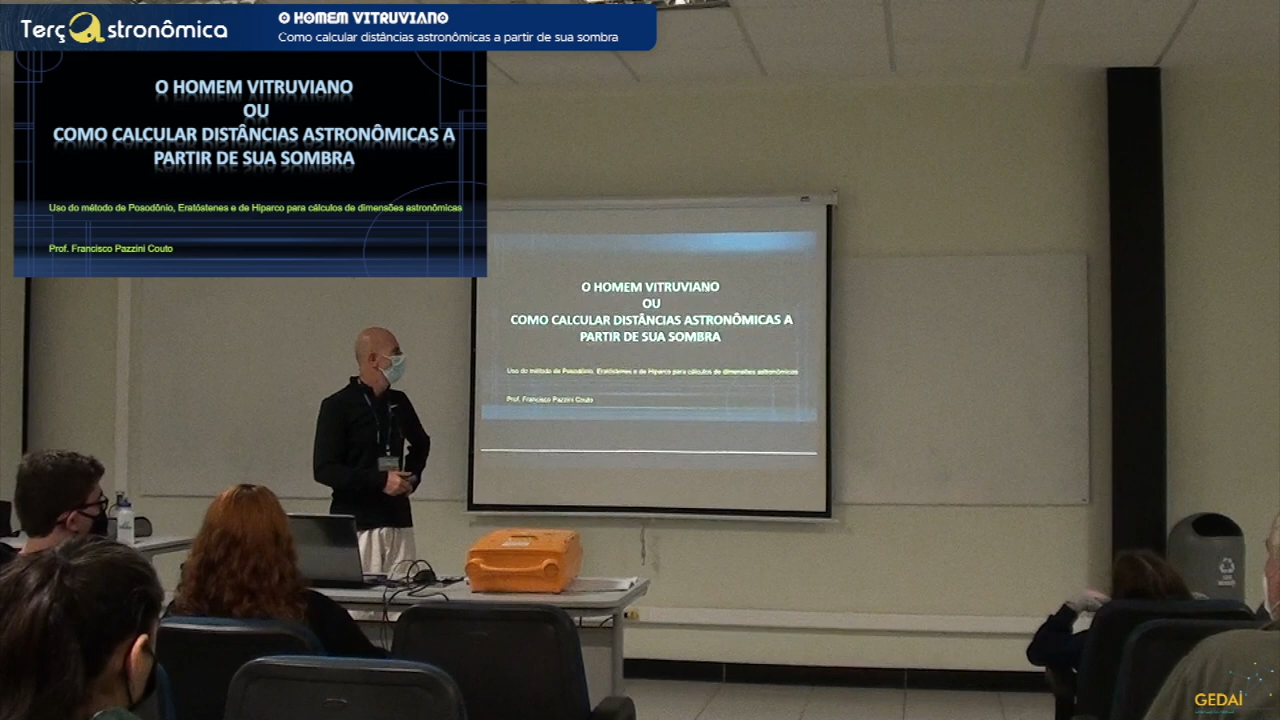 TerçAstronômica
O HOMEM VITRUVIANO
Como calcular distâncias astronômicas a partir de sua sombra
O HOMEM VITRUVIANO
OU
COMO CALCULAR DISTÂNCIAS ASTRONÔMICAS A
PARTIR DE SUA SOMBRA
Uso do método de Posodônio, Eratóstenes e de Hiparco para cálculos de dimensões astronômicas
Prof. Francisco Pazzini Couto
O HOMEM VITRUVIANO
OU
COMO CALCULAR DISTÂNCIAS ASTRONÔMICAS A
PARTIR DE SUA SOMBRA
Uso do método de Posodônio, Eratóstenes e de Hiparco para cálculos de dimensões astronômicas
Prof. Francisco Pazzini Couto
GEDAÍ